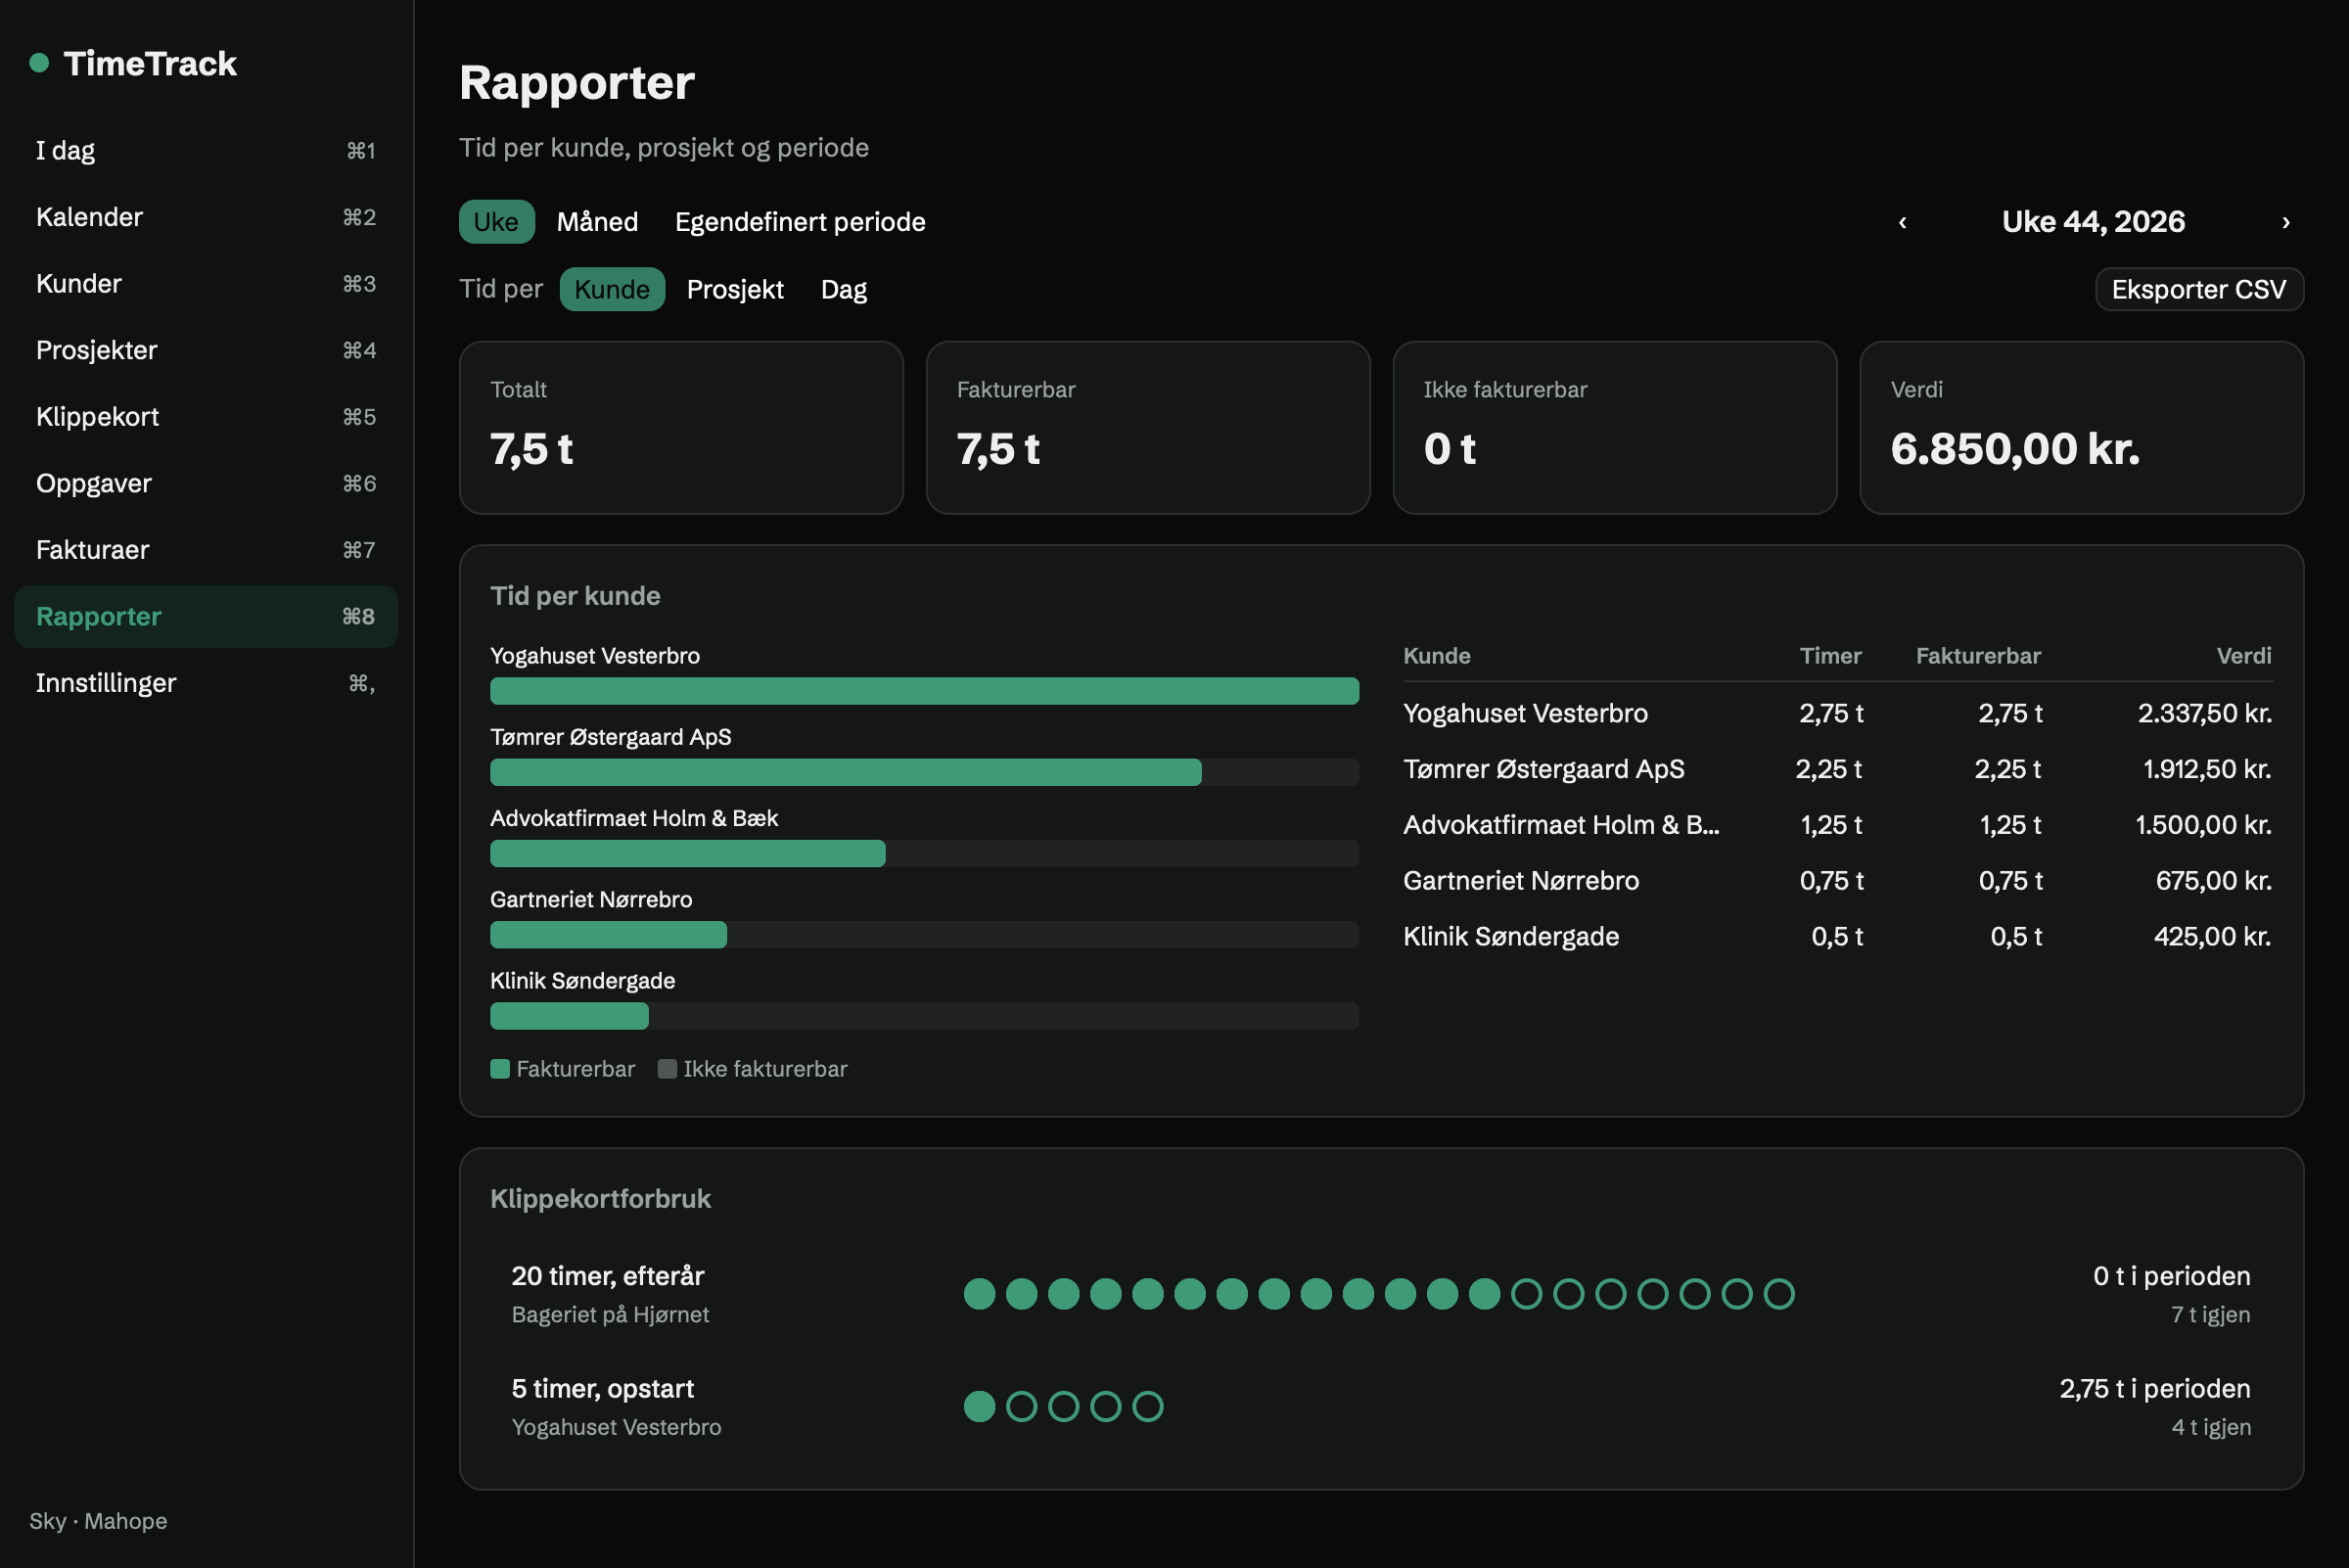 TimeTrack
I dag ⌘1
Kalender ⌘2
Kunder ⌘3
Prosjekter ⌘4
Klippekort ⌘5
Oppgaver ⌘6
Fakturaer ⌘7
Rapporter ⌘8
Innstillinger ⌘,
Sky · Mahope
Rapporter
Tid per kunde, prosjekt og periode
Uke Måned Egendefinert periode
‹ Uke 44, 2026 ›
Tid per Kunde Prosjekt Dag
Eksporter CSV
Totalt
7,5 t
Fakturerbar
7,5 t
Ikke fakturerbar
0 t
Verdi
6.850,00 kr.
Tid per kunde
Yogahuset Vesterbro
Tømrer Østergaard ApS
Advokatfirmaet Holm & Bæk
Gartneriet Nørrebro
Klinik Søndergade
Fakturerbar Ikke fakturerbar
Kunde Timer Fakturerbar Verdi
Yogahuset Vesterbro 2,75 t 2,75 t 2.337,50 kr.
Tømrer Østergaard ApS 2,25 t 2,25 t 1.912,50 kr.
Advokatfirmaet Holm & B... 1,25 t 1,25 t 1.500,00 kr.
Gartneriet Nørrebro 0,75 t 0,75 t 675,00 kr.
Klinik Søndergade 0,5 t 0,5 t 425,00 kr.
Klippekortforbruk
20 timer, efterår
Bageriet på Hjørnet
0 t i perioden
7 t igjen
5 timer, opstart
Yogahuset Vesterbro
2,75 t i perioden
4 t igjen